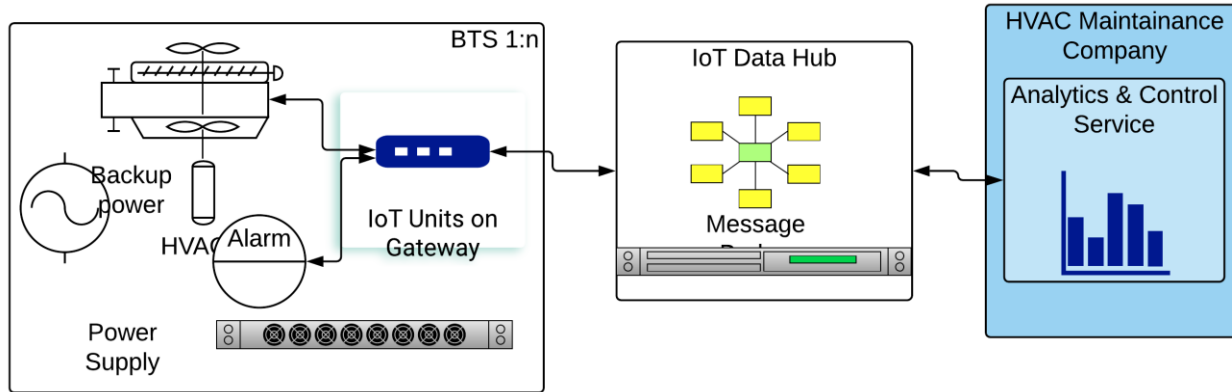 BTS 1:n
Backup
power
HVAC
Alarm
IoT Units on
Gateway
Power
Supply
IoT Data Hub
Message
HVAC Maintainance
Company
Analytics & Control
Service